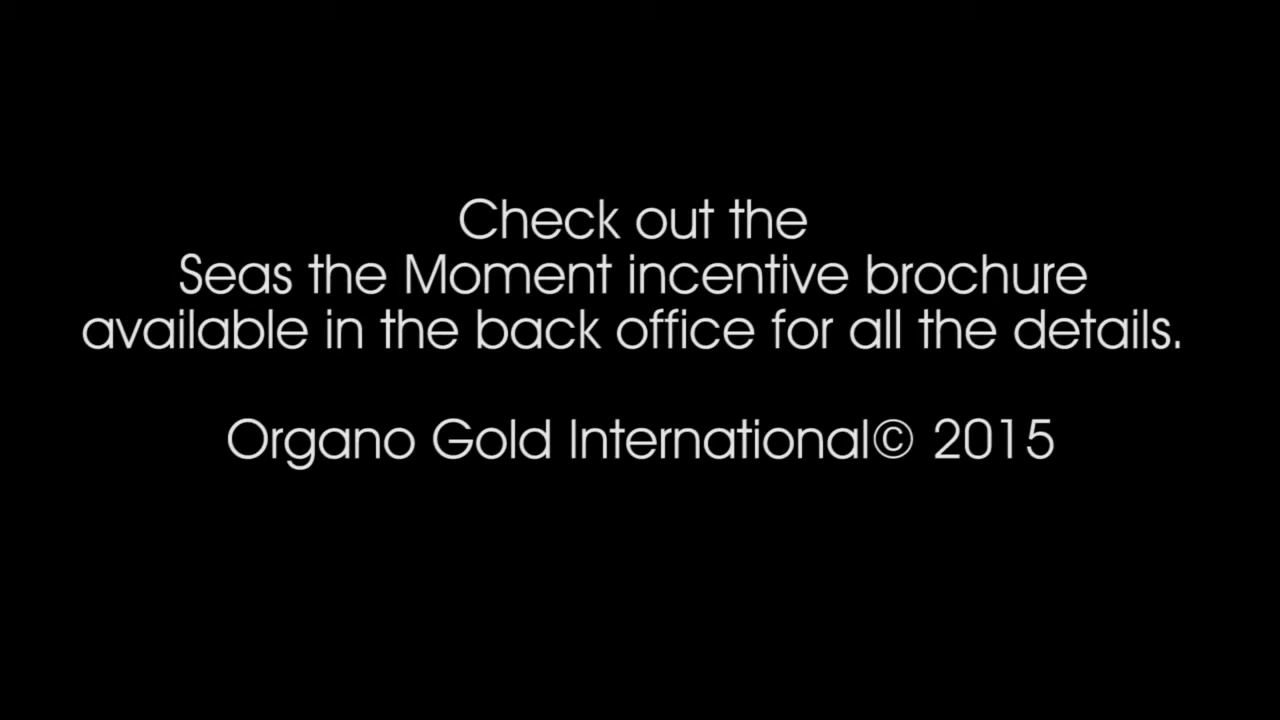 Check out the
Seas the Moment incentive brochure
available in the back office for all the details.
Organo Gold International© 2015